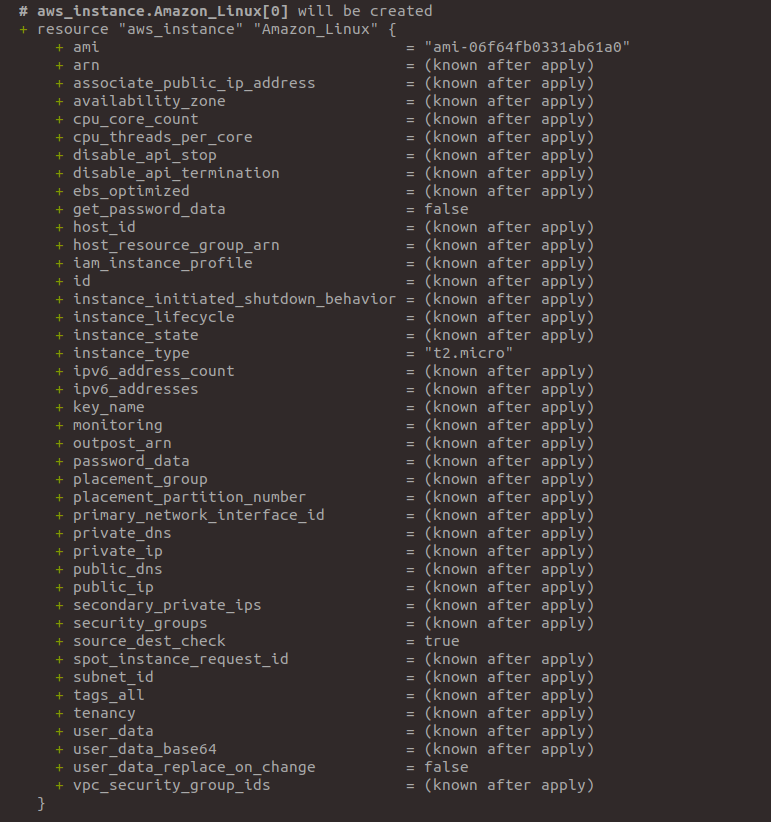 # aws_instance.Amazon_Linux[0] will be created
+ resource "aws_instance" "Amazon_Linux" {
+ ami = "ami-06f64fb0331ab61a0"
+ arn = (known after apply)
+ associate_public_ip_address = (known after apply)
+ availability_zone = (known after apply)
+ cpu_core_count = (known after apply)
+ cpu_threads_per_core = (known after apply)
+ disable_api_stop = (known after apply)
+ disable_api_termination = (known after apply)
+ ebs_optimized = (known after apply)
+ get_password_data = false
+ host_id = (known after apply)
+ host_resource_group_arn = (known after apply)
+ iam_instance_profile = (known after apply)
+ id = (known after apply)
+ instance_initiated_shutdown_behavior = (known after apply)
+ instance_lifecycle = (known after apply)
+ instance_state = (known after apply)
+ instance_type = "t2.micro"
+ ipv6_address_count = (known after apply)
+ ipv6_addresses = (known after apply)
+ key_name = (known after apply)
+ monitoring = (known after apply)
+ outpost_arn = (known after apply)
+ password_data = (known after apply)
+ placement_group = (known after apply)
+ placement_partition_number = (known after apply)
+ primary_network_interface_id = (known after apply)
+ private_dns = (known after apply)
+ private_ip = (known after apply)
+ public_dns = (known after apply)
+ public_ip = (known after apply)
+ secondary_private_ips = (known after apply)
+ security_groups = (known after apply)
+ source_dest_check = true
+ spot_instance_request_id = (known after apply)
+ subnet_id = (known after apply)
+ tags_all = (known after apply)
+ tenancy = (known after apply)
+ user_data = (known after apply)
+ user_data_base64 = (known after apply)
+ user_data_replace_on_change = false
+ vpc_security_group_ids = (known after apply)
}